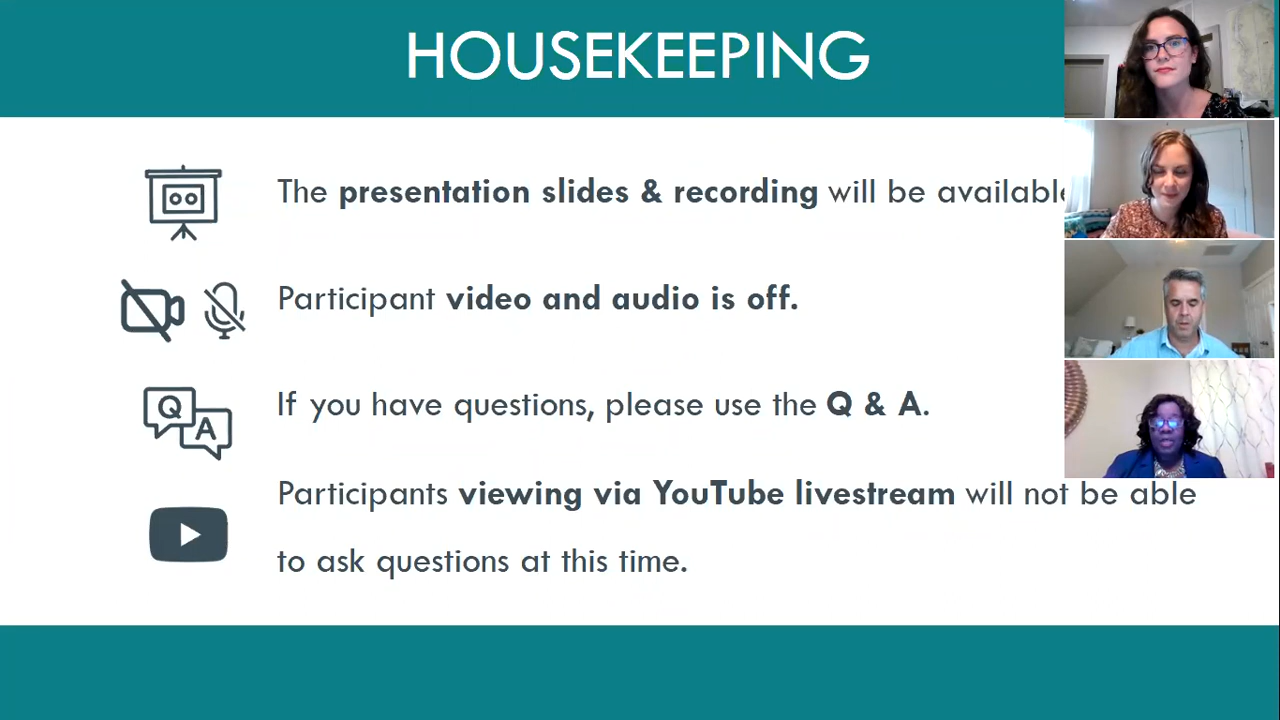 HOUSEKEEPING
The presentation slides & recording will be available
Participant video and audio is off.
Q
A
If you have questions, please use the Q & A.
Participants viewing via YouTube livestream will not be able
to ask questions at this time.